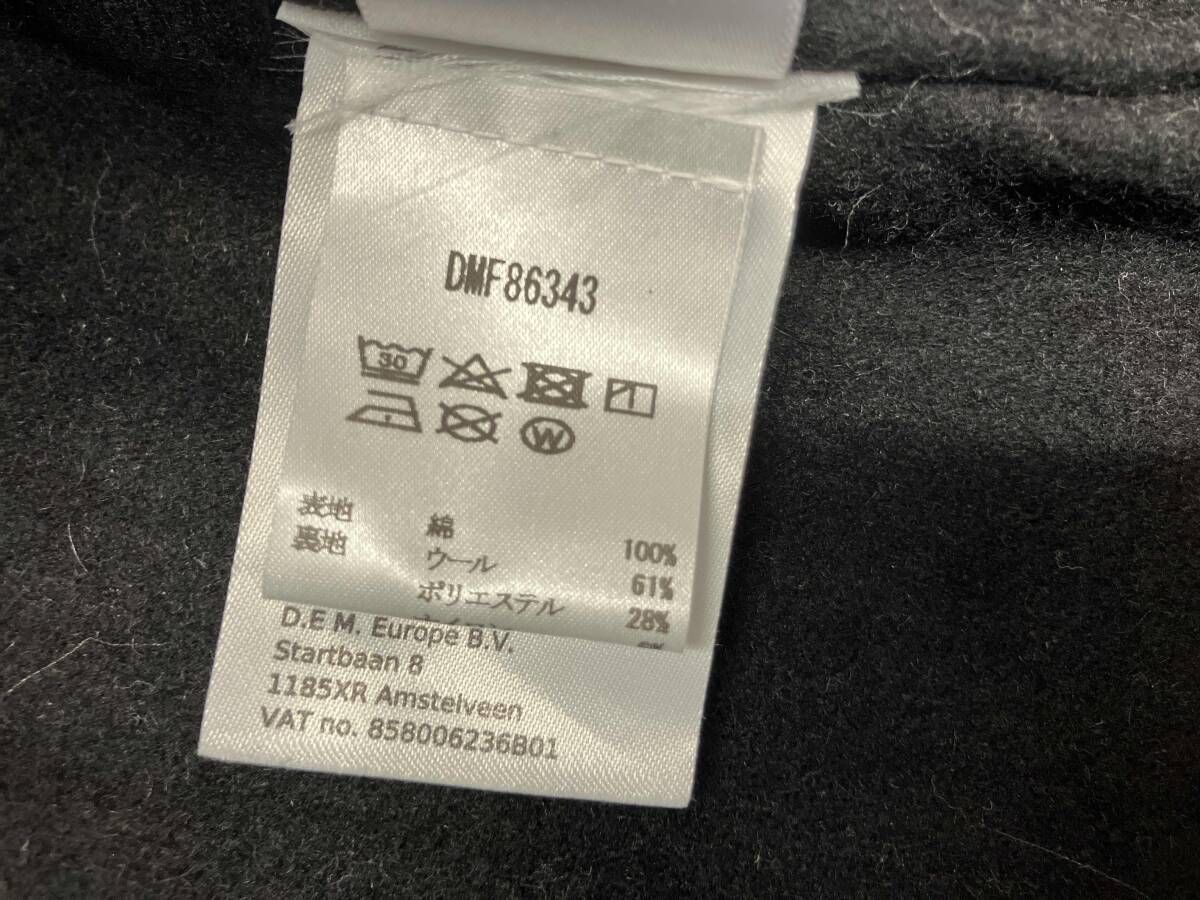 DMF86343
30
W
表地 綿 100%
裏地 ウール 61%
ポリエステル 28%
D.E M. Europe B.V.
Startbaan 8
1185XR Amstelveen
VAT no. 858006236B01